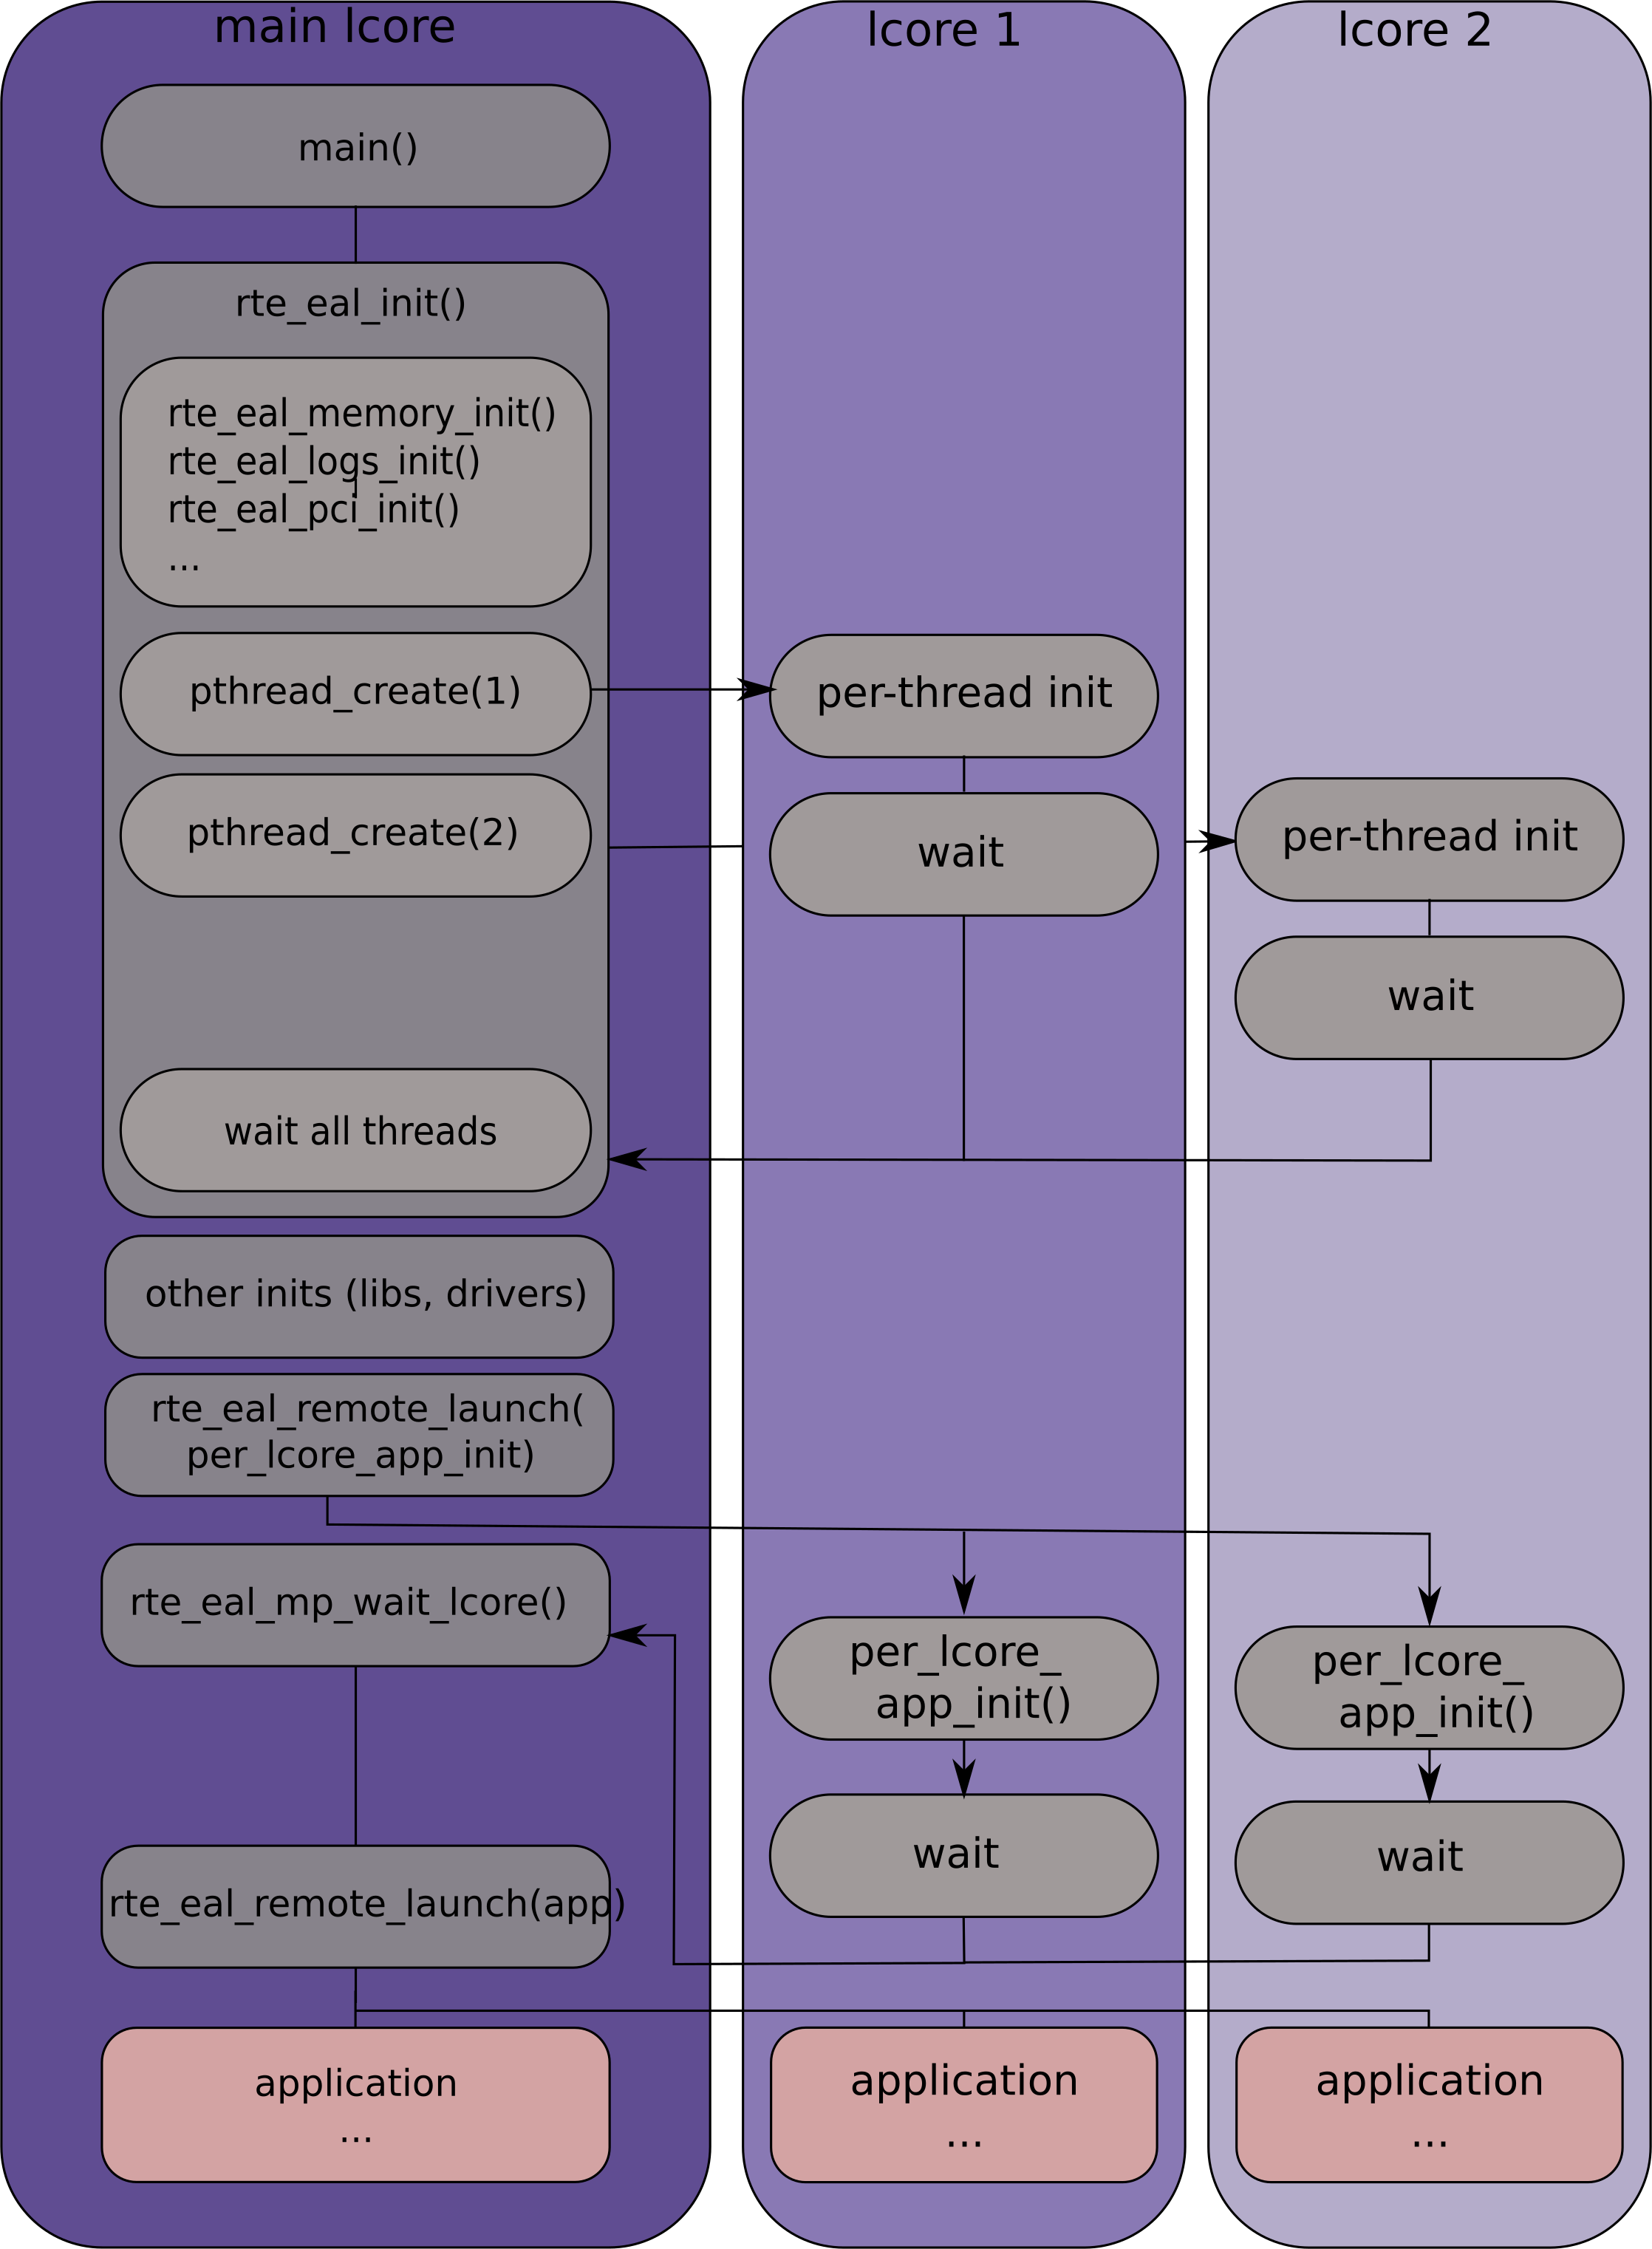 main lcore
lcore 1
lcore 2
main()
rte_eal_init()
rte_eal_memory_init()
rte_eal_logs_init()
rte_eal_pci_init()
...
pthread_create(1)
per-thread init
pthread_create(2)
wait
per-thread init
wait
wait all threads
other inits (libs, drivers)
rte_eal_remote_launch(
per_lcore_app_init)
rte_eal_mp_wait_lcore()
per_lcore_
app_init()
per_lcore_
app_init()
rte_eal_remote_launch(app)
wait
wait
application
...
application
...
application
...